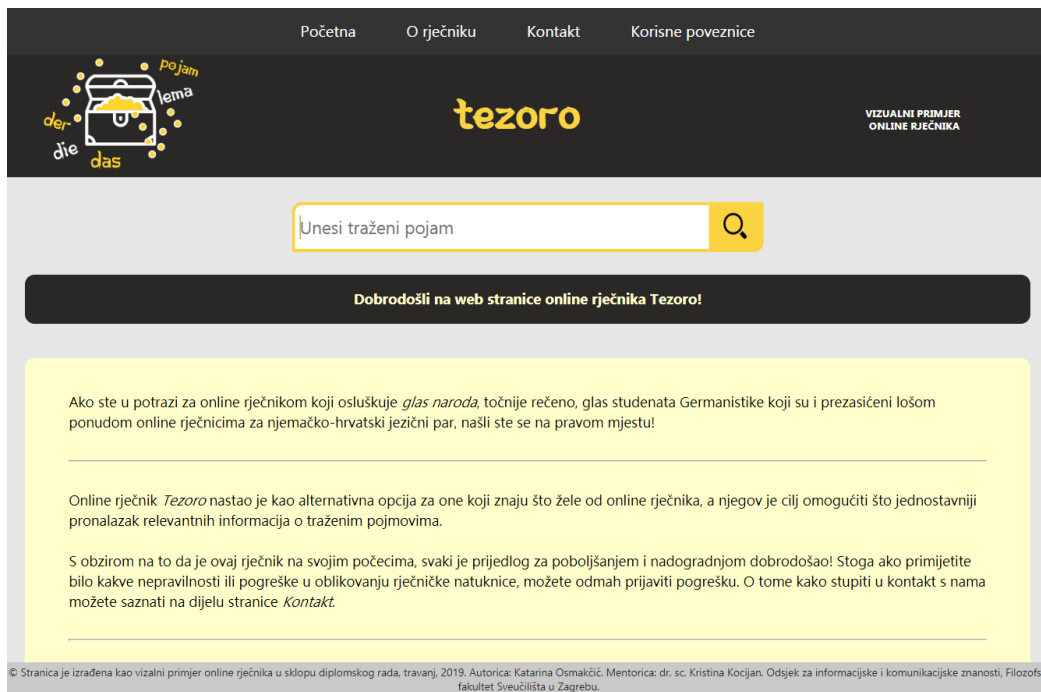 Početna O rječniku Kontakt Korisne poveznice
pojam
lema
der
die
das
tezoro
VIZUALNI PRIMJER
ONLINE RJEČNIKA
Unesi traženi pojam
Dobrodošli na web stranice online rječnika Tezoro!
Ako ste u potrazi za online rječnikom koji osluškuje glas naroda, točnije rečeno, glas studenata Germanistike koji su i prezasićeni lošom
ponudom online rječnicima za njemačko-hrvatski jezični par, našli ste se na pravom mjestu!
Online rječnik Tezoro nastao je kao alternativna opcija za one koji znaju što žele od online rječnika, a njegov je cilj omogućiti što jednostavniji
pronalazak relevantnih informacija o traženim pojmovima.
S obzirom na to da je ovaj rječnik na svojim počecima, svaki je prijedlog za poboljšanjem i nadogradnjom dobrodošao! Stoga ako primijetite
bilo kakve nepravilnosti ili pogreške u oblikovanju rječničke natuknice, možete odmah prijaviti pogrešku. O tome kako stupiti u kontakt s nama
možete saznati na dijelu stranice Kontakt.
© Stranica je izrađena kao vizalni primjer online rječnika u sklopu diplomskog rada, travanj, 2019. Autorica: Katarina Osmakčić. Mentorica: dr. sc. Kristina Kocijan. Odsjek za informacijske i komunikacijske znanosti, Filozofs
fakultet Sveučilišta u Zagrebu.